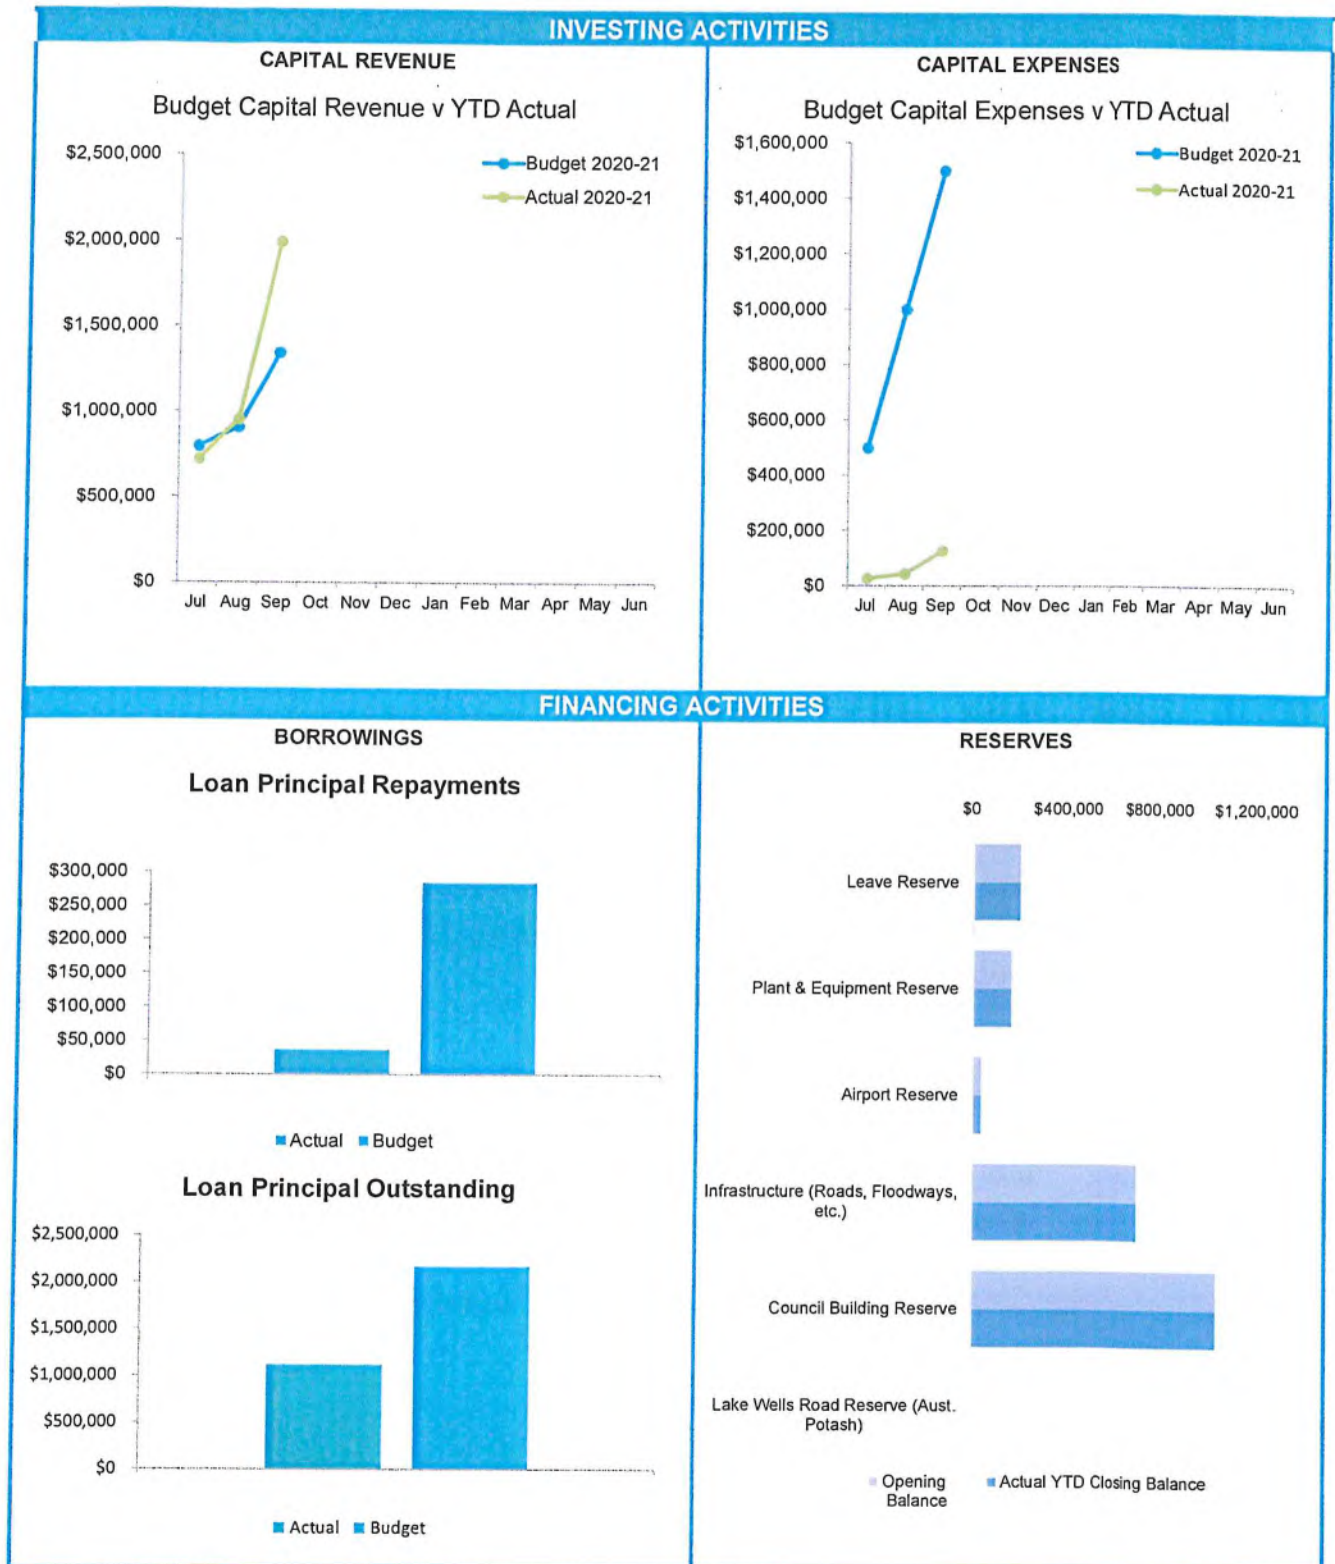 INVESTING ACTIVITIES
CAPITAL REVENUE
Budget Capital Revenue v YTD Actual
$2,500,000
$2,000,000
$1,500,000
$1,000,000
$500,000
$0
Budget 2020-21
Actual 2020-21
Jul Aug Sep Oct Nov Dec Jan Feb Mar Apr May Jun
CAPITAL EXPENSES
Budget Capital Expenses v YTD Actual
$1,600,000
$1,400,000
$1,200,000
$1,000,000
$800,000
$600,000
$400,000
$200,000
$0
Budget 2020-21
Actual 2020-21
Jul Aug Sep Oct Nov Dec Jan Feb Mar Apr May Jun
FINANCING ACTIVITIES
BORROWINGS
Loan Principal Repayments
$300,000
$250,000
$200,000
$150,000
$100,000
$50,000
$0
Actual Budget
Loan Principal Outstanding
$2,500,000
$2,000,000
$1,500,000
$1,000,000
$500,000
$0
Actual Budget
RESERVES
$0 $400,000 $800,000 $1,200,000
Leave Reserve
Plant & Equipment Reserve
Airport Reserve
Infrastructure (Roads, Floodways,
etc.)
Council Building Reserve
Lake Wells Road Reserve (Aust.
Potash)
Opening
Balance
Actual YTD Closing Balance